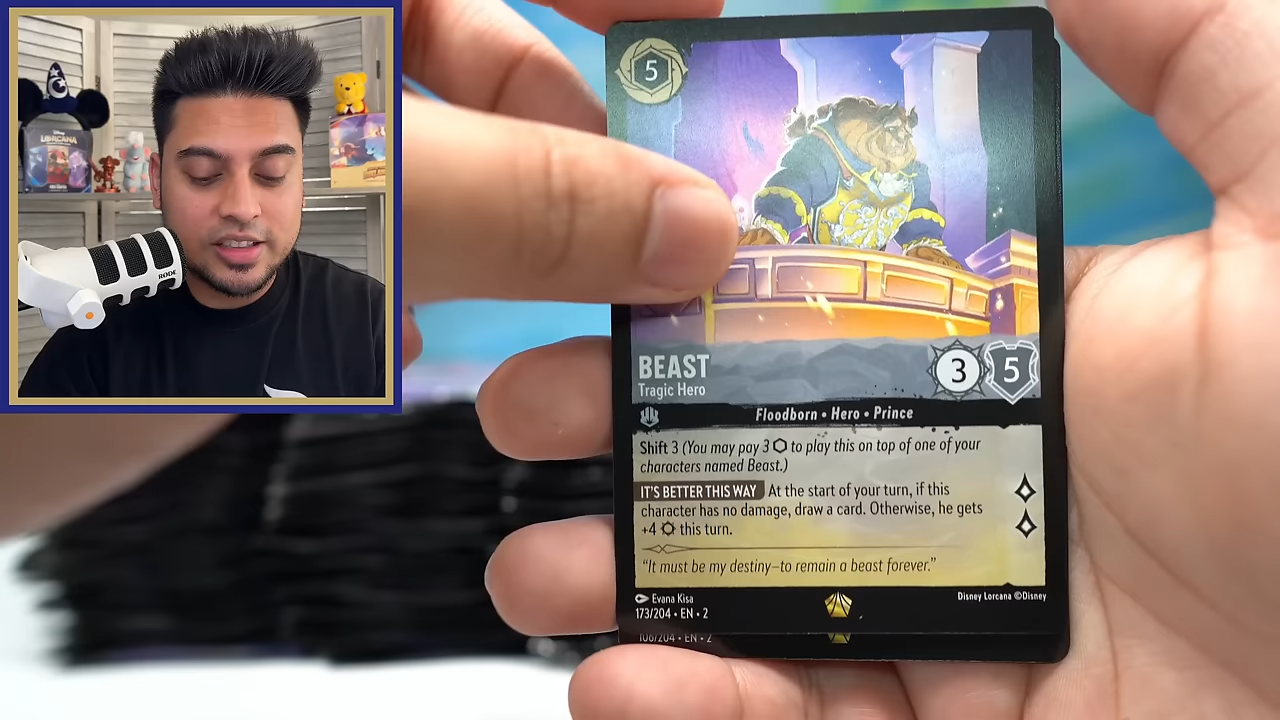 LORCANA
RØDE
5
BEAST
Tragic Hero
3
5
Floodborn • Hero • Prince
Shift 3 (You may pay 3 to play this on top of one of your
characters named Beast.)
IT'S BETTER THIS WAY At the start of your turn, if this
character has no damage, draw a card. Otherwise, he gets
+4 this turn.
“It must be my destiny—to remain a beast forever.”
Evana Kisa
173/204 • EN • 2
Disney Lorcana ©Disney
106/204 • EN • 2